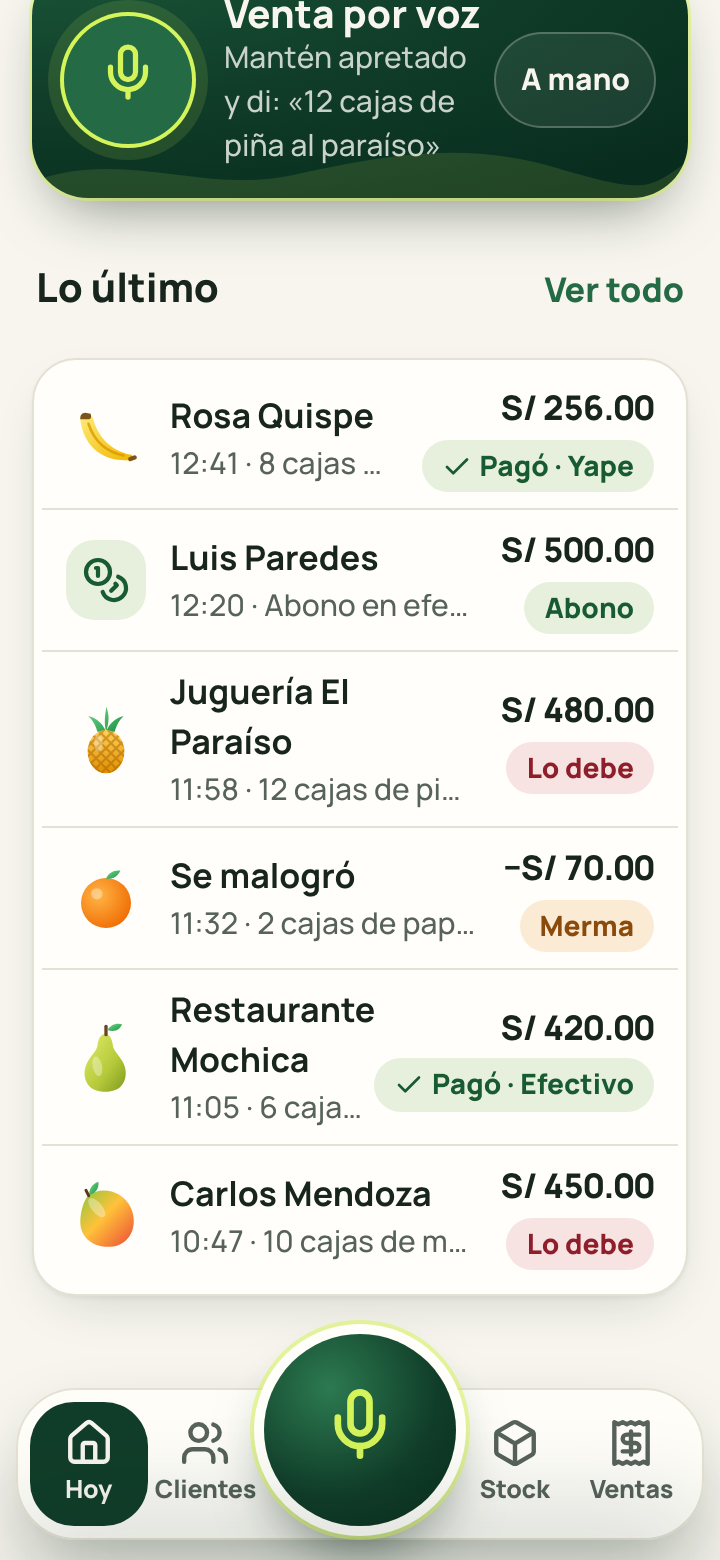 Venta por voz
Mantén apretado
y di: «12 cajas de
piña al paraíso»
A mano
Lo último
Ver todo
Rosa Quispe
12:41 · 8 cajas ...
S/ 256.00
Pagó · Yape
Luis Paredes
12:20 · Abono en efe...
S/ 500.00
Abono
Juguería El
Paraíso
11:58 · 12 cajas de pi...
S/ 480.00
Lo debe
Se malogró
11:32 · 2 cajas de pap...
−S/ 70.00
Merma
Restaurante
Mochica
11:05 · 6 caja...
S/ 420.00
Pagó · Efectivo
Carlos Mendoza
10:47 · 10 cajas de m...
S/ 450.00
Lo debe
Hoy
Clientes
Stock
Ventas